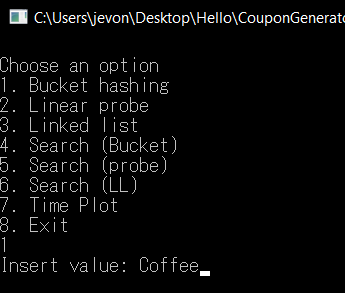 C:\Users\jevon\Desktop\Hello\CouponGenerato
Choose an option
1. Bucket hashing
2. Linear probe
3. Linked list
4. Search (Bucket)
5. Search (probe)
6. Search (LL)
7. Time Plot
8. Exit
1
Insert value: Coffee